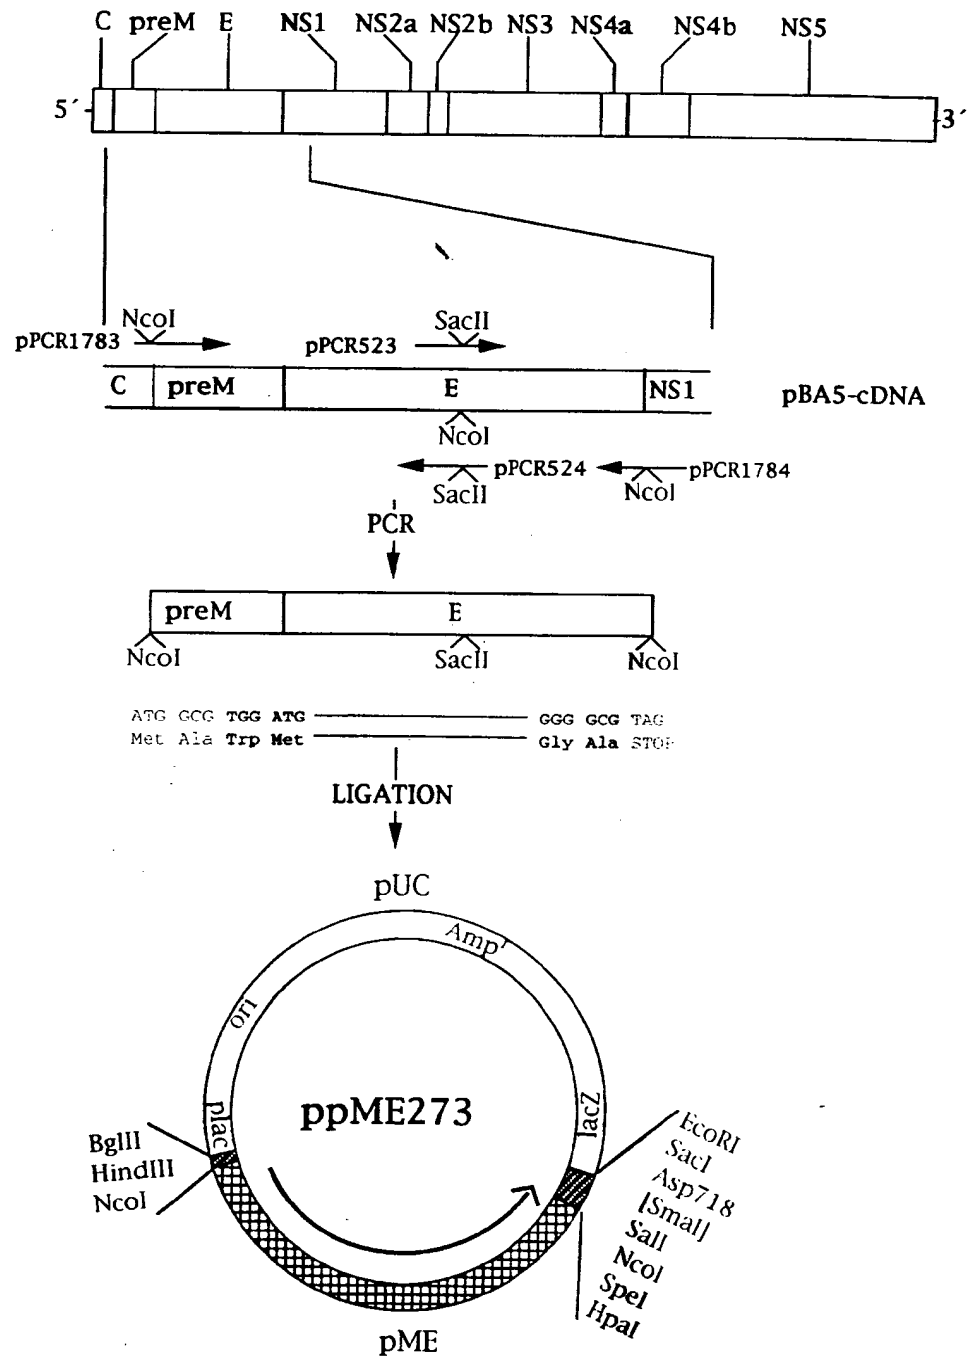 C preM E NS1 NS2a NS2b NS3 NS4a NS4b NS5
5´ 3´
NcoI SacII
pPCR1783 pPCR523
C preM E NS1 pBA5-cDNA
NcoI
pPCR524 pPCR1784
SacII NcoI
PCR
preM E
NcoI SacII NcoI
ATG GCG TGG ATG GGG GCG TAG
Met Ala Trp Met Gly Ala STOP
LIGATION
pUC
Amp^r
ori
plac
lacZ
ppME273
BglII
HindIII
NcoI
EcoRI
SacI
Asp718
[SmaI]
SalI
NcoI
SpeI
HpaI
pME